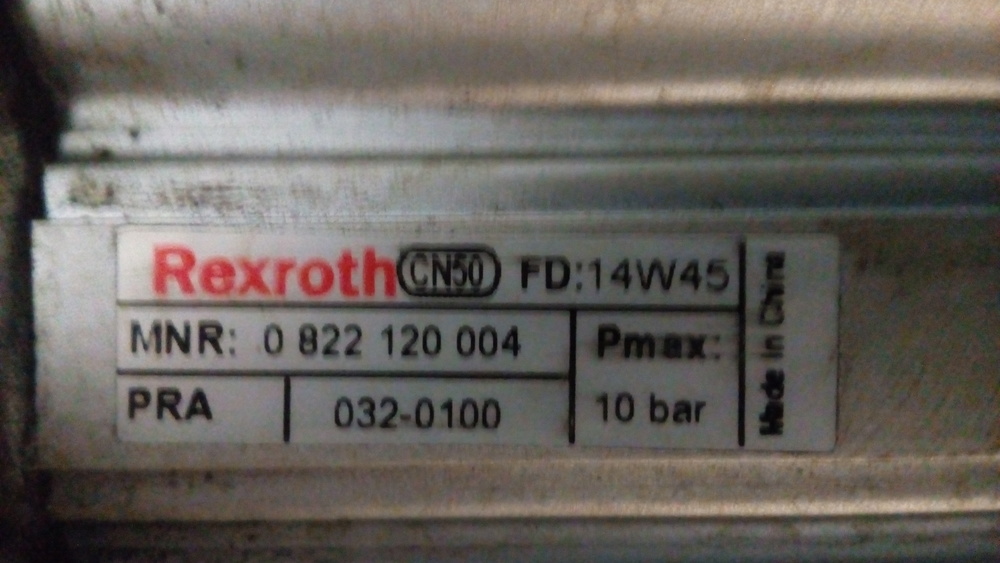 Rexroth CN50 FD:14W45
MNR: 0 822 120 004
Pmax:
10 bar
PRA 032-0100
Made in China